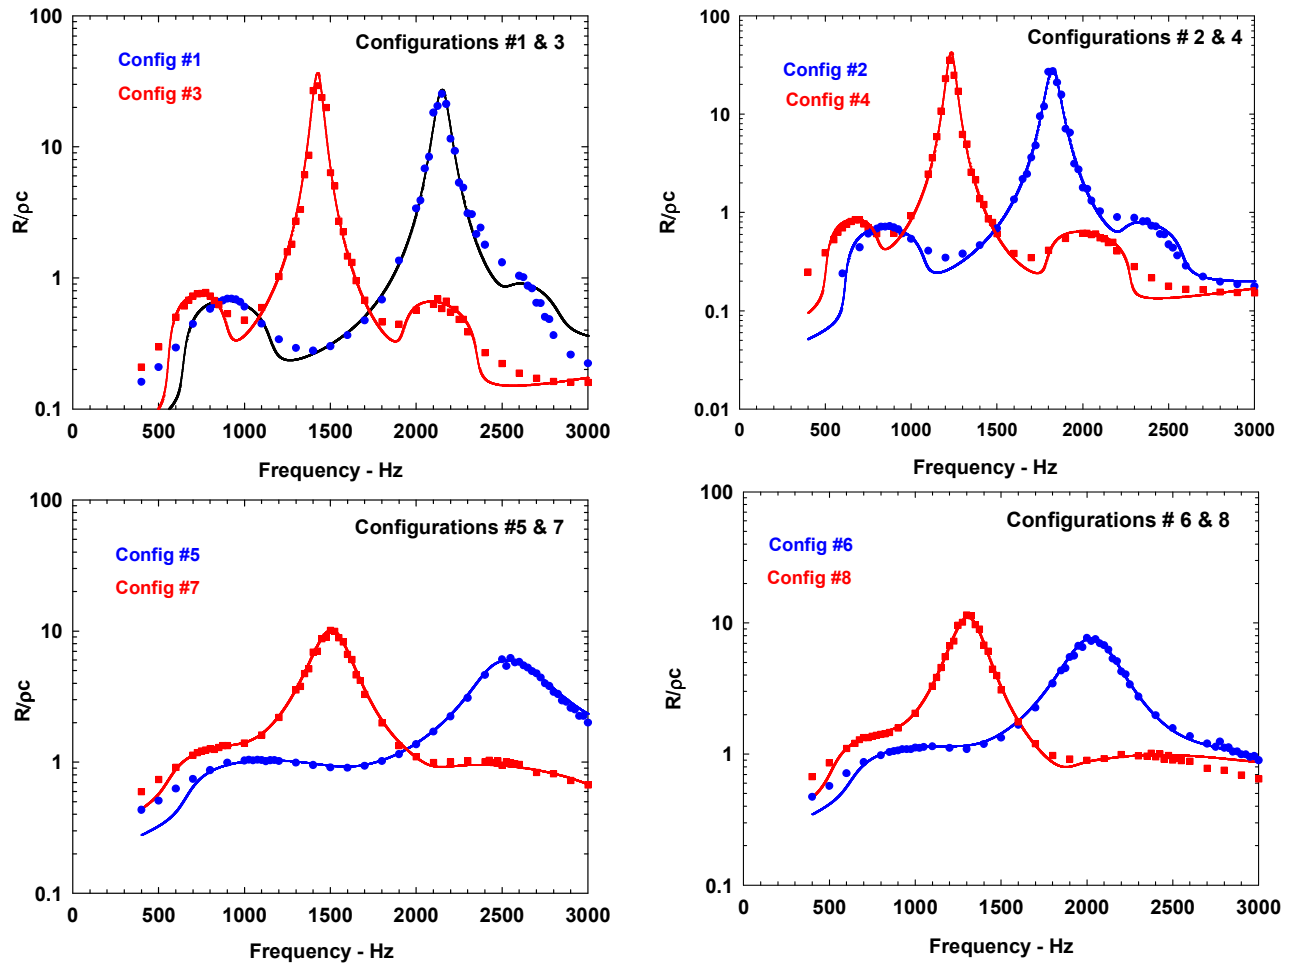 Configurations #1 & 3
Config #1
Config #3
100
10
1
0.1
R/ρc
0 500 1000 1500 2000 2500 3000
Frequency - Hz
Configurations # 2 & 4
Config #2
Config #4
100
10
1
0.1
0.01
R/ρc
0 500 1000 1500 2000 2500 3000
Frequency - Hz
Configurations #5 & 7
Config #5
Config #7
100
10
1
0.1
R/ρc
0 500 1000 1500 2000 2500 3000
Frequency - Hz
Configurations # 6 & 8
Config #6
Config #8
100
10
1
0.1
R/ρc
0 500 1000 1500 2000 2500 3000
Frequency - Hz